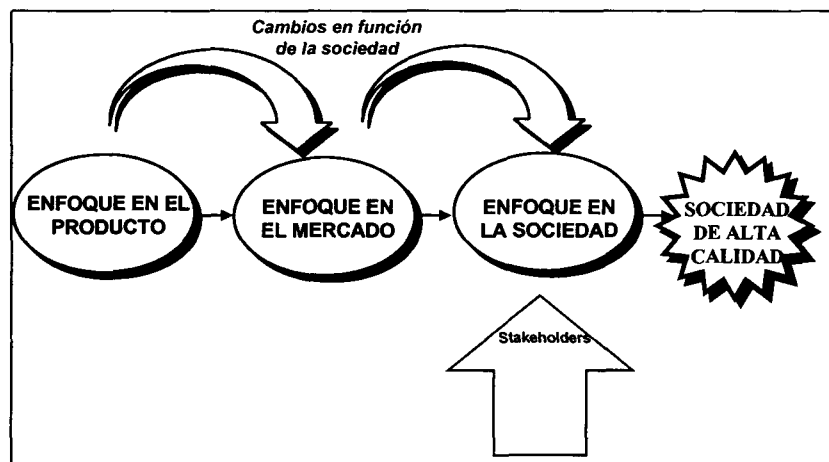 Cambios en función
de la sociedad
ENFOQUE EN EL
PRODUCTO
ENFOQUE EN
EL MERCADO
ENFOQUE EN
LA SOCIEDAD
SOCIEDAD
DE ALTA
CALIDAD
Stakeholders